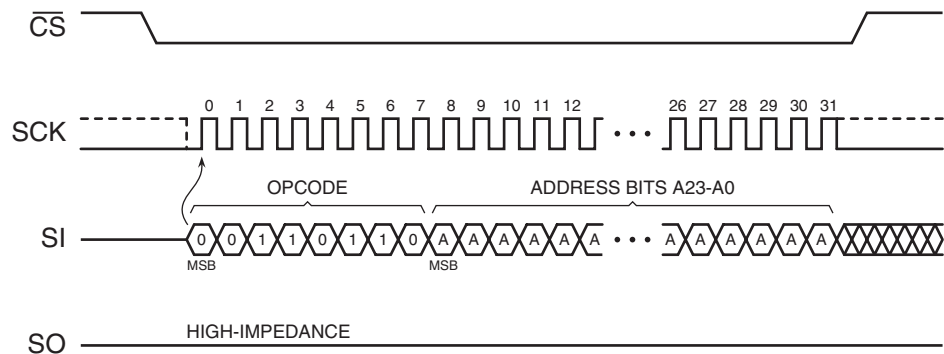 CS
0 1 2 3 4 5 6 7 8 9 10 11 12 26 27 28 29 30 31
SCK
OPCODE ADDRESS BITS A23-A0
SI 0 0 1 1 0 1 1 0 A A A A A A A A A A A A
MSB MSB
HIGH-IMPEDANCE
SO